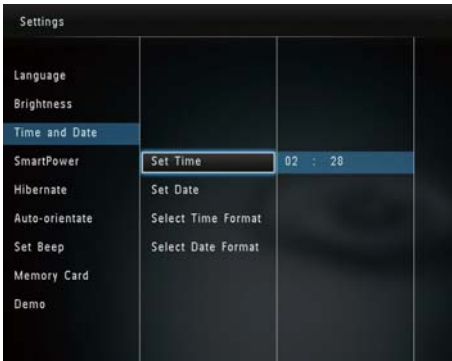 Settings
Language
Brightness
Time and Date
SmartPower
Hibernate
Auto-orientate
Set Beep
Memory Card
Demo
Set Time
Set Date
Select Time Format
Select Date Format
02 : 28